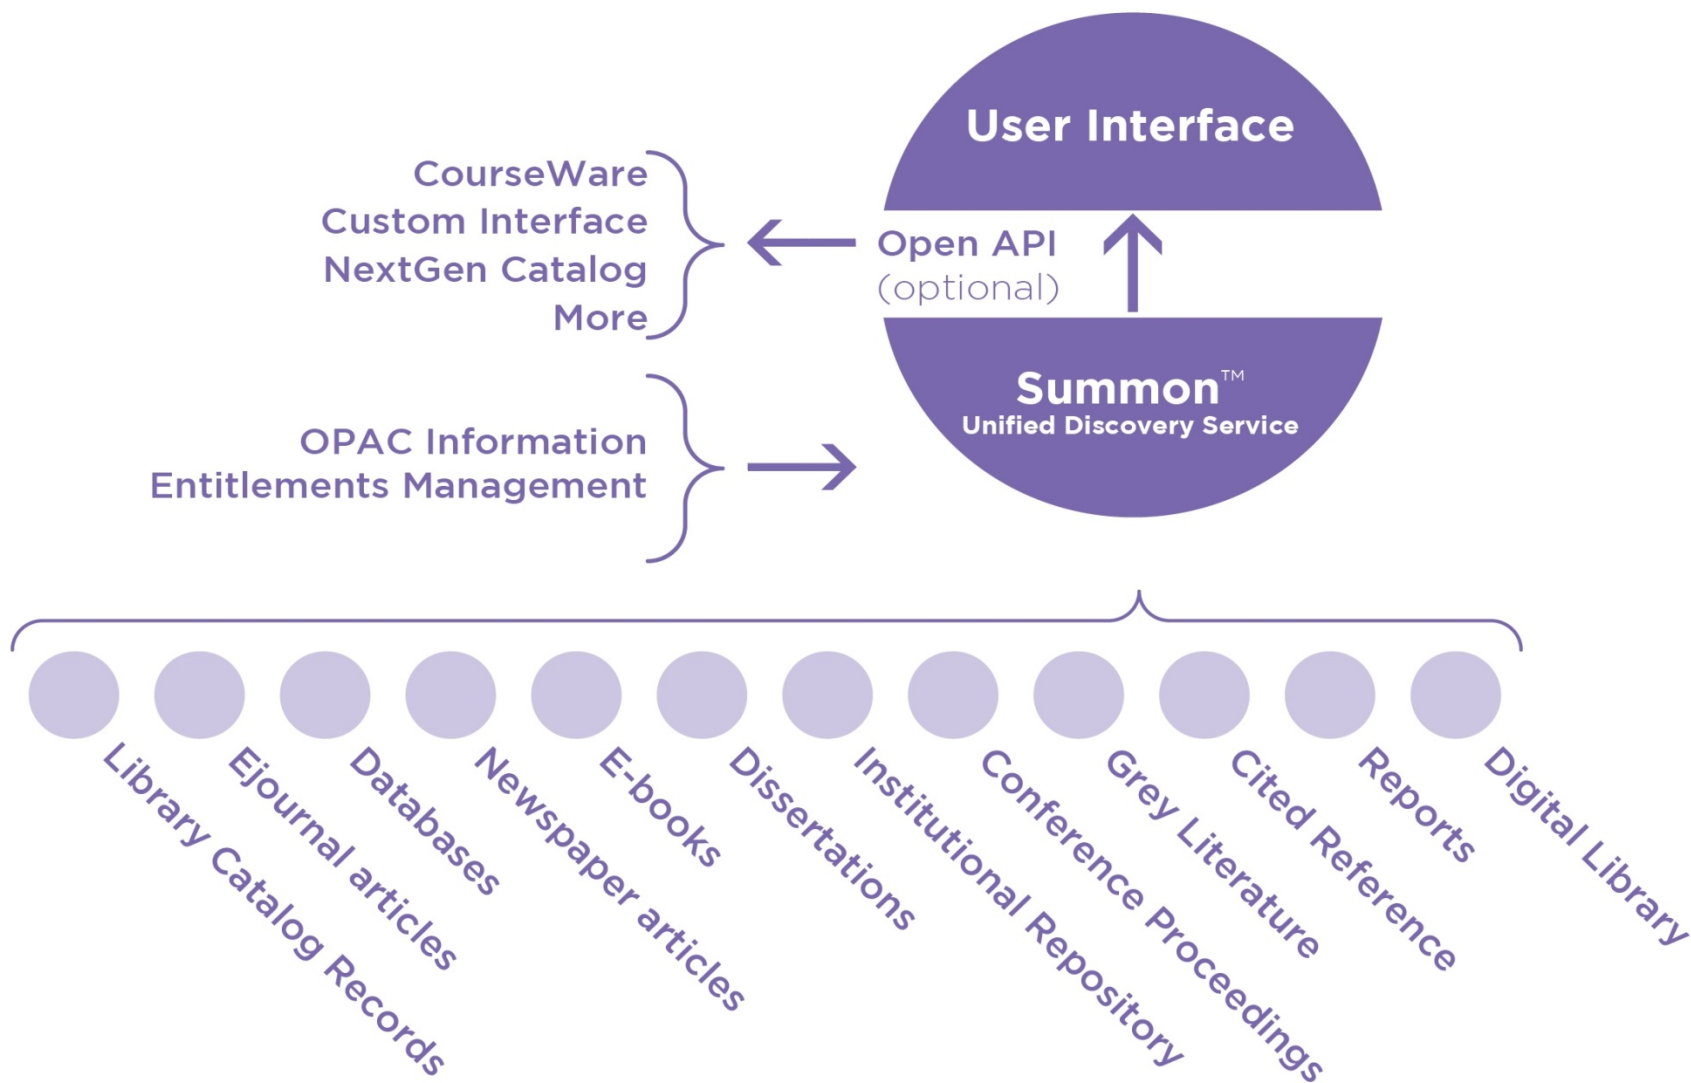 User Interface
CourseWare
Custom Interface
NextGen Catalog
More
Open API
(optional)
Summon™
Unified Discovery Service
OPAC Information
Entitlements Management
Library Catalog Records
Ejournal articles
Databases
Newspaper articles
E-books
Dissertations
Institutional Repository
Conference Proceedings
Grey Literature
Cited Reference
Reports
Digital Library